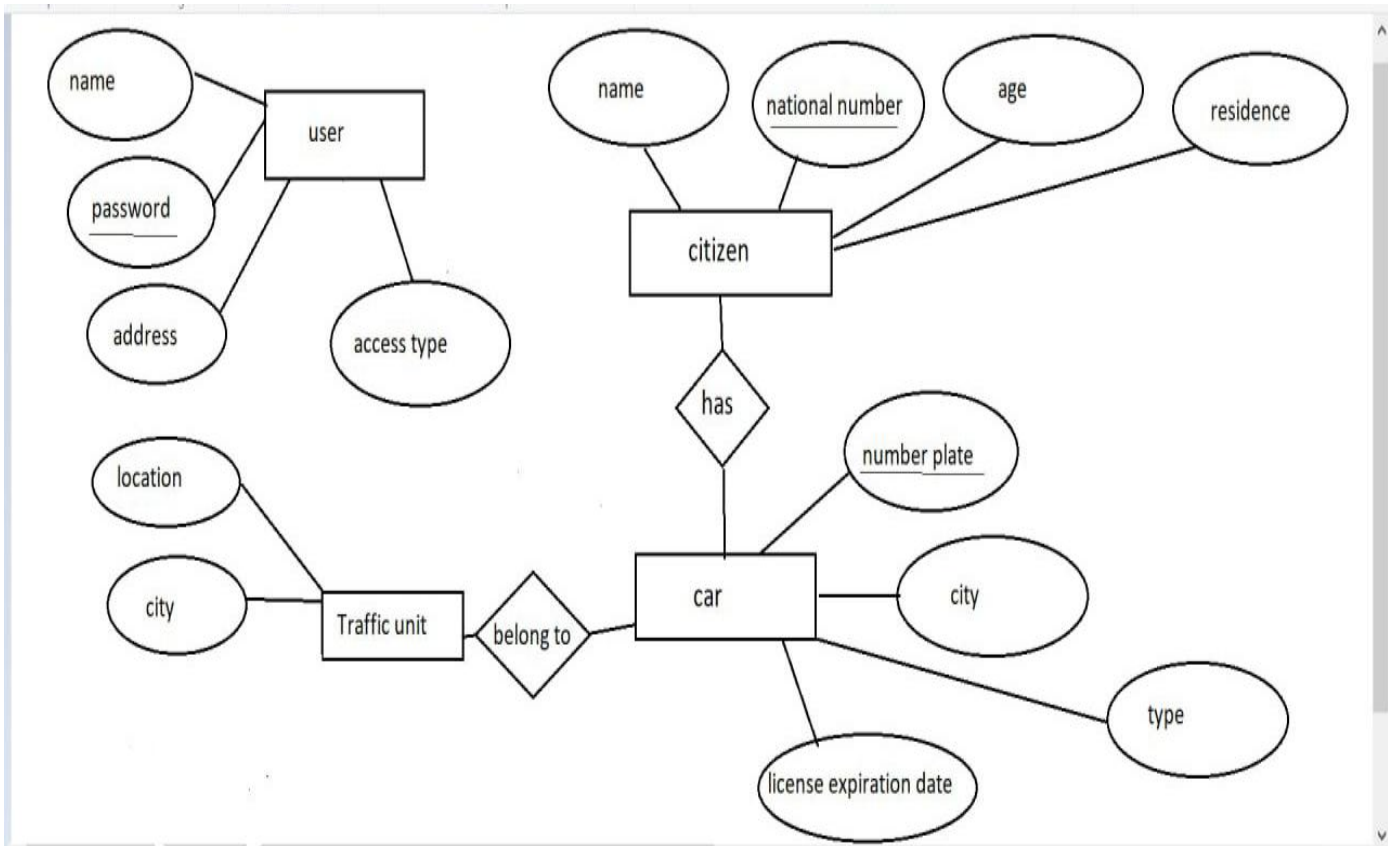 name
user
password
address
access type
name
national number
age
residence
citizen
has
number plate
location
city
Traffic unit
belong to
car
city
type
license expiration date